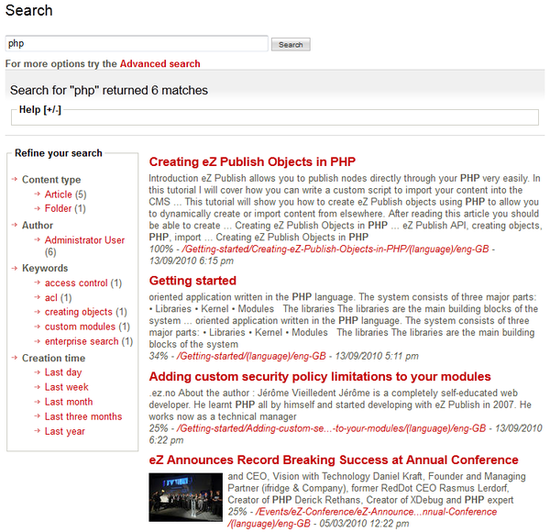 Search
php
Search
For more options try the Advanced search
Search for "php" returned 6 matches
Help [+/-]
Refine your search
Content type
Article (5)
Folder (1)
Author
Administrator User
(6)
Keywords
access control (1)
acl (1)
creating objects (1)
custom modules (1)
enterprise search (1)
Creation time
Last day
Last week
Last month
Last three months
Last year
Creating eZ Publish Objects in PHP
Introduction eZ Publish allows you to publish nodes directly through your PHP very easily. In
this tutorial I will cover how you can write a custom script to import your content into the
CMS ... This tutorial will show you how to create eZ Publish objects using PHP to allow you
to dynamically create or import content from elsewhere. After reading this article you should
be able to create ... Creating eZ Publish Objects in PHP ... eZ Publish API, creating objects,
PHP, import ... Creating eZ Publish Objects in PHP
100% - /Getting-started/Creating-eZ-Publish-Objects-in-PHP/(language)/eng-GB -
13/09/2010 6:15 pm
Getting started
oriented application written in the PHP language. The system consists of three major parts:
• Libraries • Kernel • Modules The libraries The libraries are the main building blocks of the
system ... oriented application written in the PHP language. The system consists of three
major parts: • Libraries • Kernel • Modules The libraries The libraries are the main building
blocks of the system
34% - /Getting-started/(language)/eng-GB - 13/09/2010 5:11 pm
Adding custom security policy limitations to your modules
.ez.no About the author : Jérôme Vieilledent Jérôme is a completely self-educated web
developer. He learnt PHP all by himself and started developing with eZ Publish in 2007. He
works now as a technical manager
25% - /Getting-started/Adding-custom-se...-to-your-modules/(language)/eng-GB - 13/09/2010
6:22 pm
eZ Announces Record Breaking Success at Annual Conference
and CEO, Vision with Technology Daniel Kraft, Founder and Managing
Partner (ifridge & Company), former RedDot CEO Rasmus Lerdorf,
Creator of PHP Derick Rethans, Creator of XDebug and PHP expert
25% - /Events/eZ-Conference/eZ-Announce...nnual-Conference
/(language)/eng-GB - 05/03/2010 12:22 pm